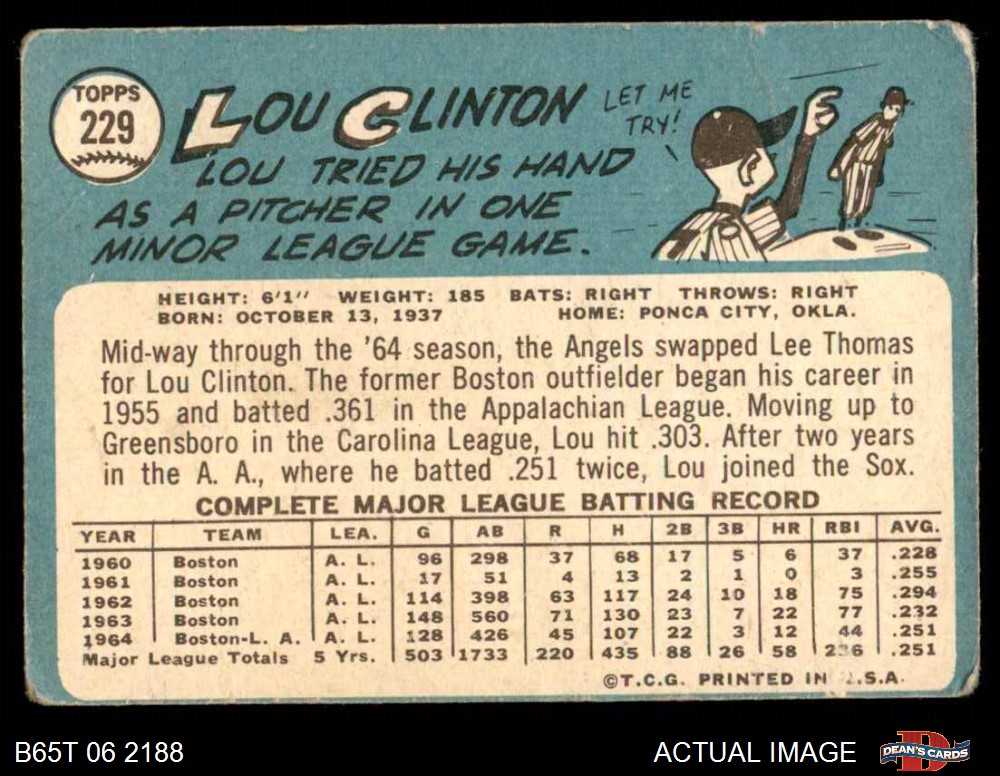 TOPPS
229
LOU CLINTON
LET ME
TRY!
LOU TRIED HIS HAND
AS A PITCHER IN ONE
MINOR LEAGUE GAME.
HEIGHT: 6'1" WEIGHT: 185 BATS: RIGHT THROWS: RIGHT
BORN: OCTOBER 13, 1937 HOME: PONCA CITY, OKLA.
Mid-way through the '64 season, the Angels swapped Lee Thomas
for Lou Clinton. The former Boston outfielder began his career in
1955 and batted .361 in the Appalachian League. Moving up to
Greensboro in the Carolina League, Lou hit .303. After two years
in the A. A., where he batted .251 twice, Lou joined the Sox.
COMPLETE MAJOR LEAGUE BATTING RECORD
YEAR TEAM LEA. G AB R H 2B 3B HR RBI AVG.
1960 Boston A. L. 96 298 37 68 17 5 6 37 .228
1961 Boston A. L. 17 51 4 13 2 1 0 3 .255
1962 Boston A. L. 114 398 63 117 24 10 18 75 .294
1963 Boston A. L. 148 560 71 130 23 7 22 77 .232
1964 Boston-L. A. A. L. 128 426 45 107 22 3 12 44 .251
Major League Totals 5 Yrs. 503 1733 220 435 88 26 58 236 .251
©T.C.G. PRINTED IN U.S.A.
B65T 06 2188 ACTUAL IMAGE
D
DEAN'S CARDS